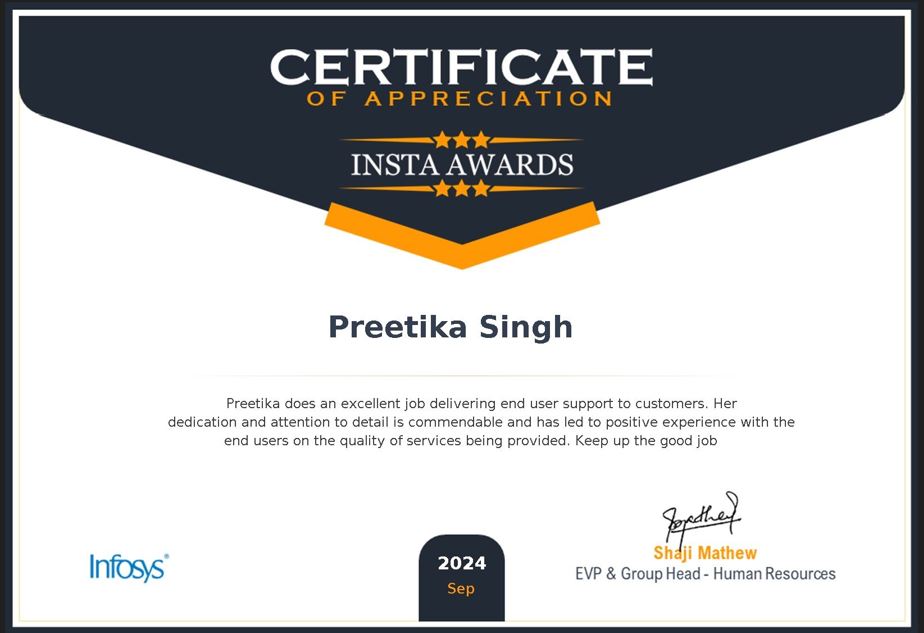 CERTIFICATE
OF APPRECIATION
INSTA AWARDS
Preetika Singh
Preetika does an excellent job delivering end user support to customers. Her
dedication and attention to detail is commendable and has led to positive experience with the
end users on the quality of services being provided. Keep up the good job
Infosys®
2024
Sep
Shaji Mathew
EVP & Group Head - Human Resources